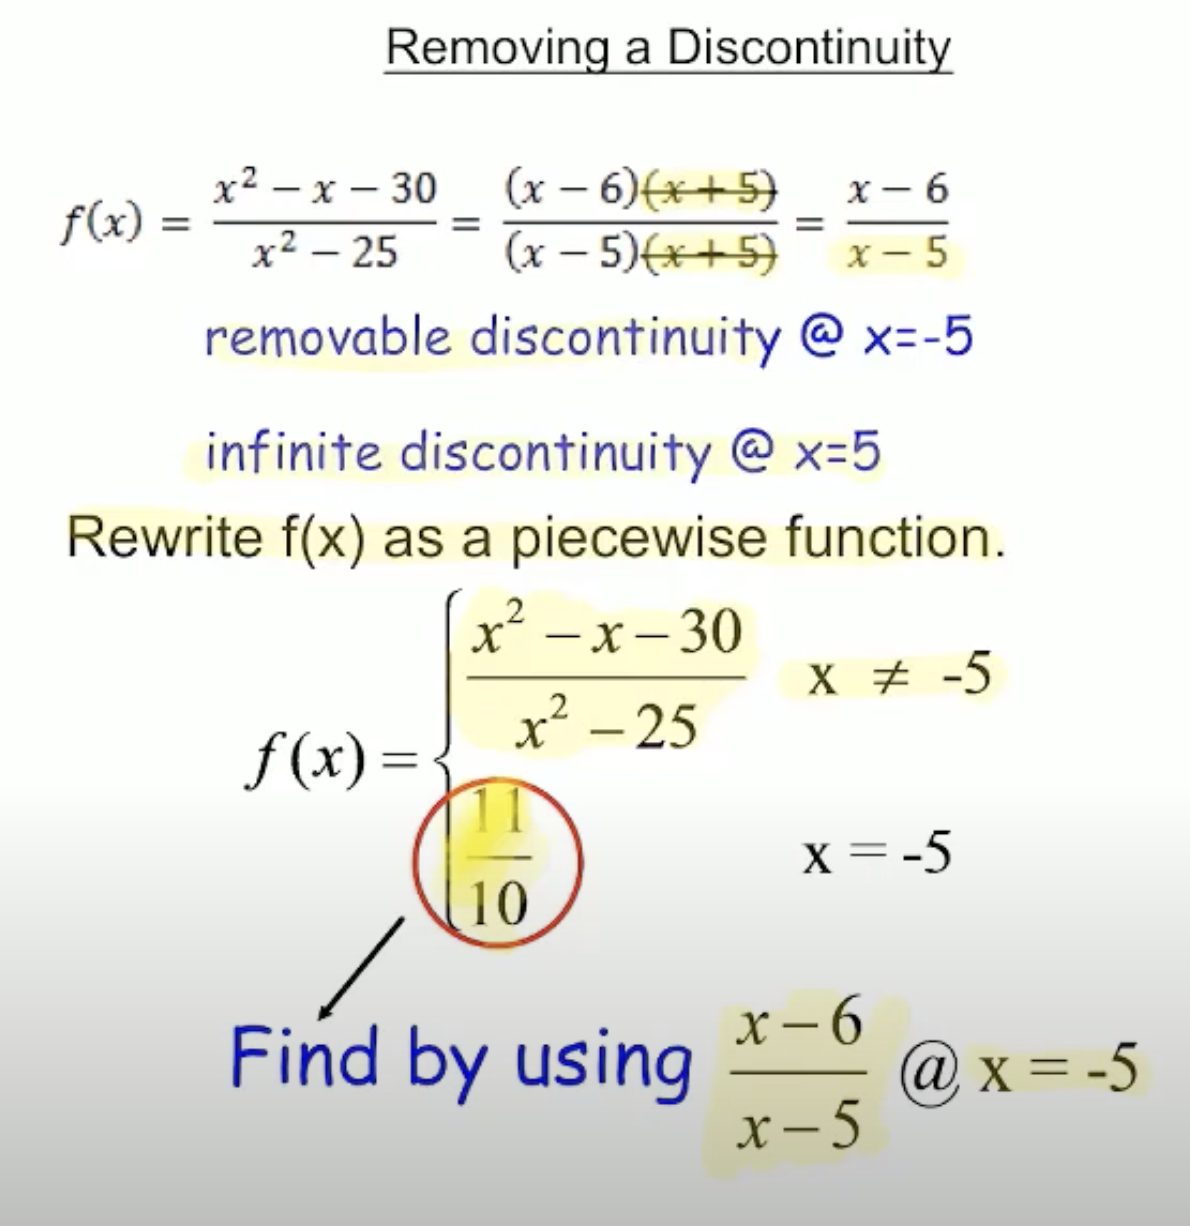 Removing a Discontinuity
f(x) = \frac{x^2 - x - 30}{x^2 - 25} = \frac{(x - 6)(x + 5)}{(x - 5)(x + 5)} = \frac{x - 6}{x - 5}
removable discontinuity @ x=-5
infinite discontinuity @ x=5
Rewrite f(x) as a piecewise function.
f(x) = \begin{cases} \frac{x^2 - x - 30}{x^2 - 25} & x ≠ -5 \\ \frac{11}{10} & x = -5 \end{cases}
Find by using \frac{x - 6}{x - 5} @ x = -5